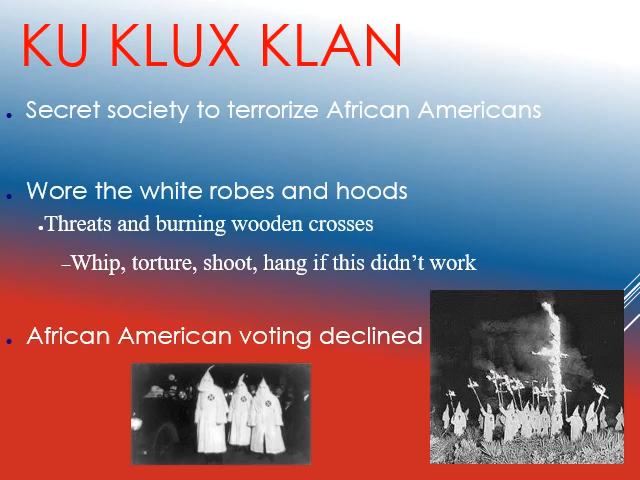 KU KLUX KLAN
• Secret society to terrorize African Americans
• Wore the white robes and hoods
•Threats and burning wooden crosses
–Whip, torture, shoot, hang if this didn’t work
• African American voting declined